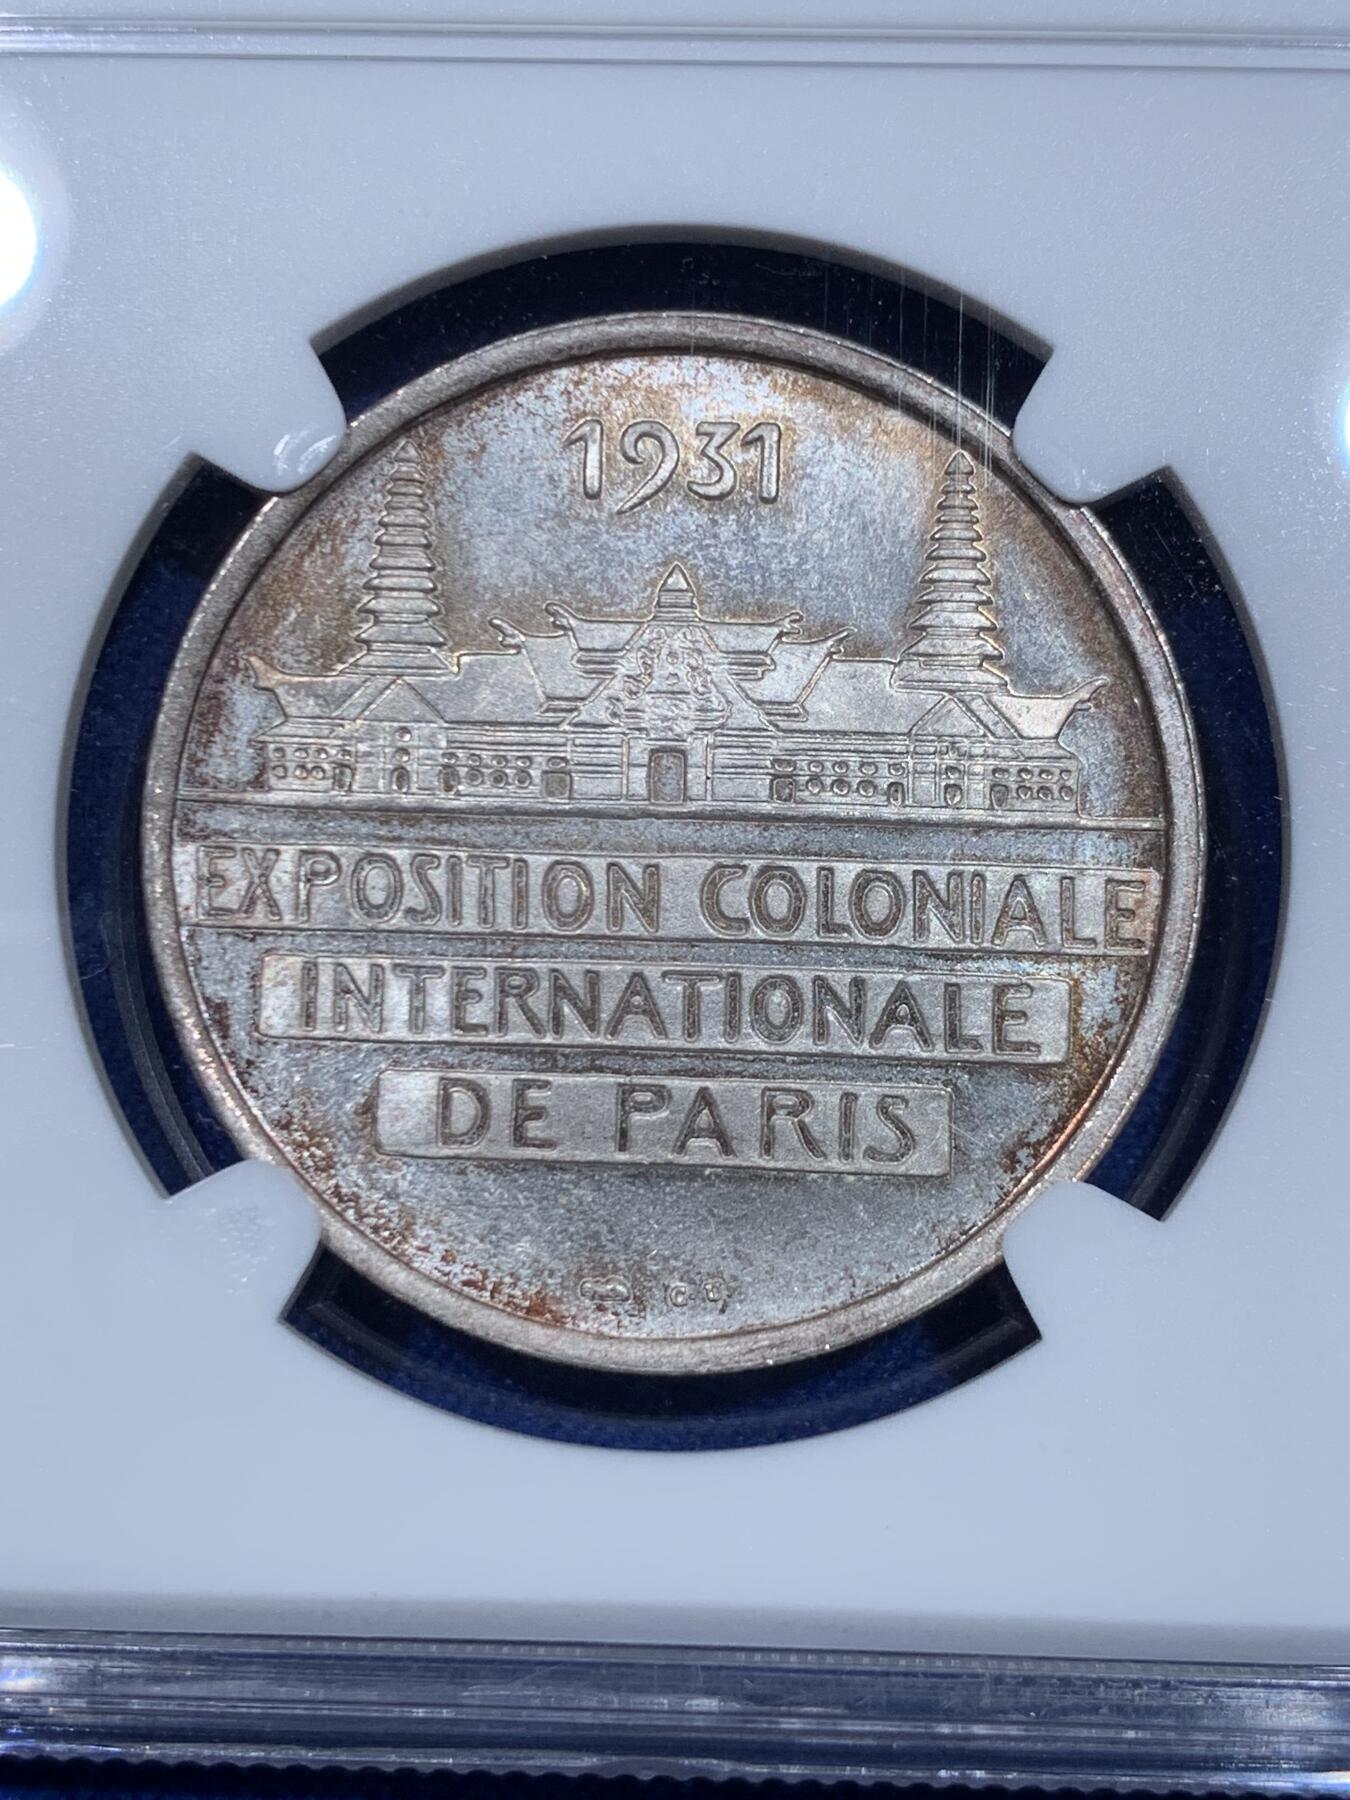 1931
EXPOSITION COLONIALE
INTERNATIONALE
DE PARIS